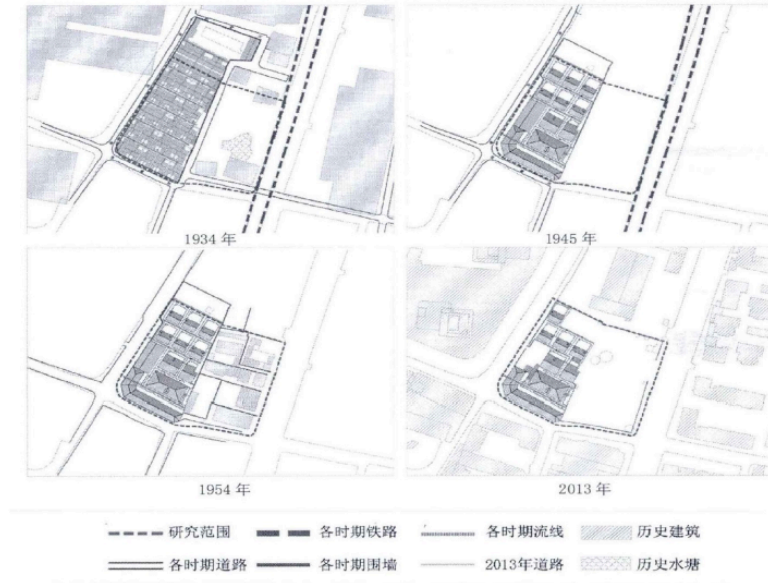 1934 年
1945 年
1954 年
2013 年
研究范围
各时期铁路
各时期流线
历史建筑
各时期道路
各时期围墙
2013年道路
历史水塘